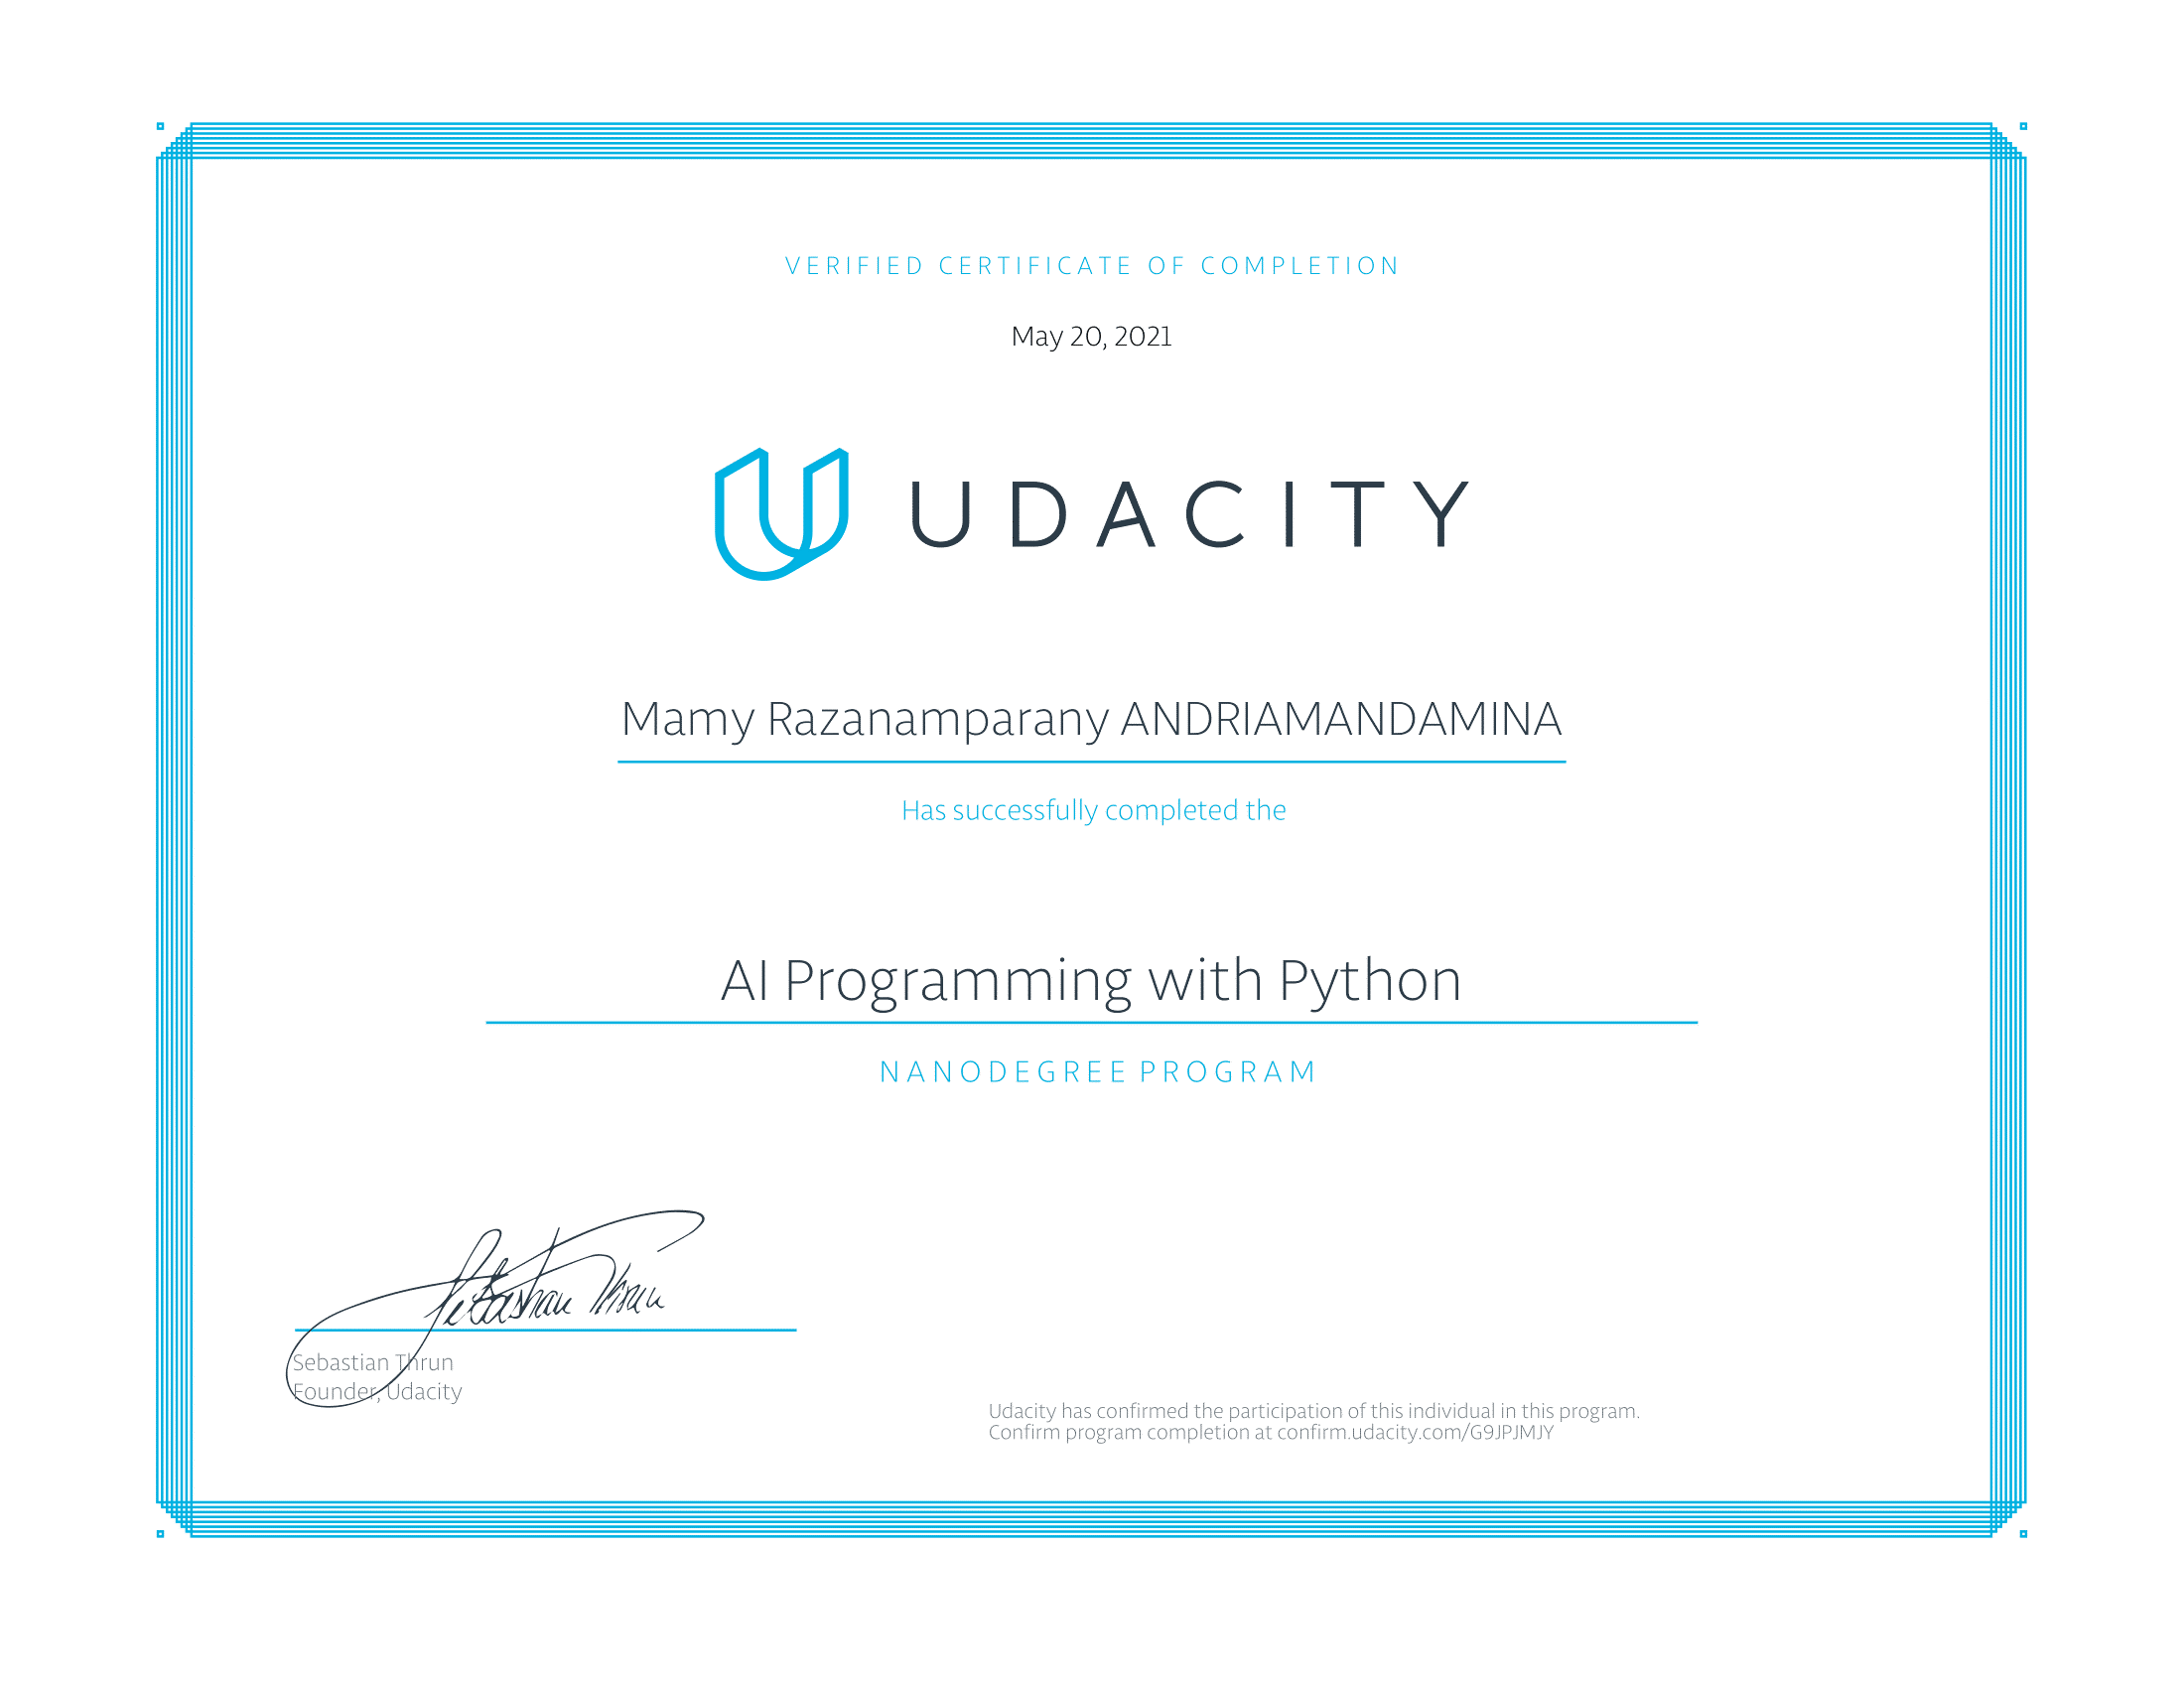 VERIFIED CERTIFICATE OF COMPLETION
May 20, 2021
UDACITY
Mamy Razanamparany ANDRIAMANDAMINA
Has successfully completed the
AI Programming with Python
NANODEGREE PROGRAM
Sebastian Thrun
Sebastian Thrun
Founder, Udacity
Udacity has confirmed the participation of this individual in this program.
Confirm program completion at confirm.udacity.com/G9JPJMJY